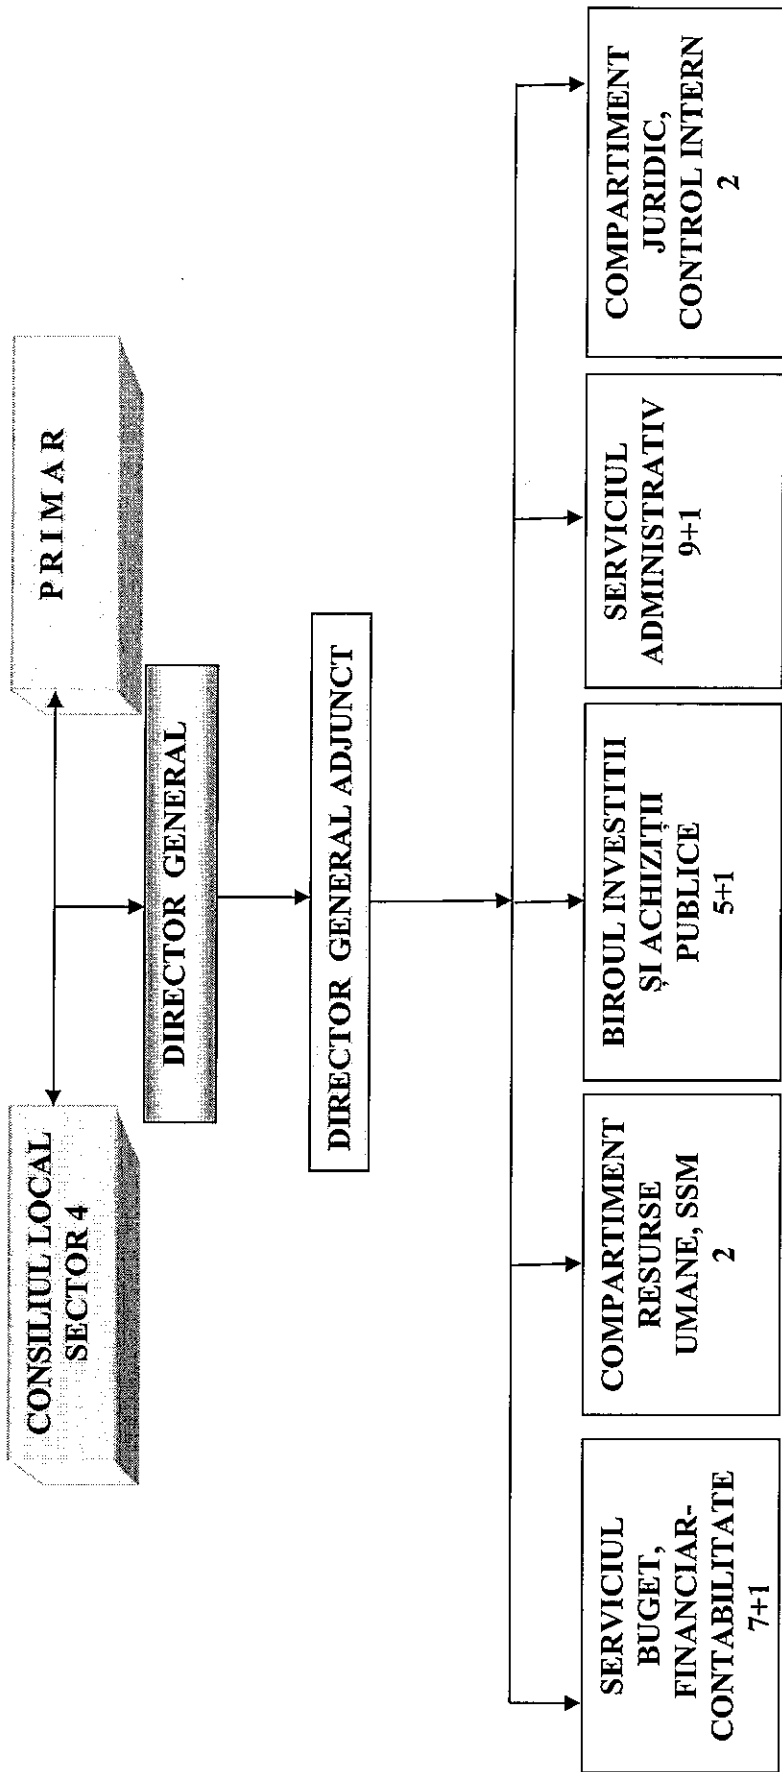 CONSILIUL LOCAL
SECTOR 4
PRIMAR
DIRECTOR GENERAL
DIRECTOR GENERAL ADJUNCT
SERVICIUL
BUGET,
FINANCIAR-
CONTABILITATE
7+1
COMPARTIMENT
RESURSE
UMANE, SSM
2
BIROUL INVESTITII
ȘI ACHIZIȚII
PUBLICE
5+1
SERVICIUL
ADMINISTRATIV
9+1
COMPARTIMENT
JURIDIC,
CONTROL INTERN
2